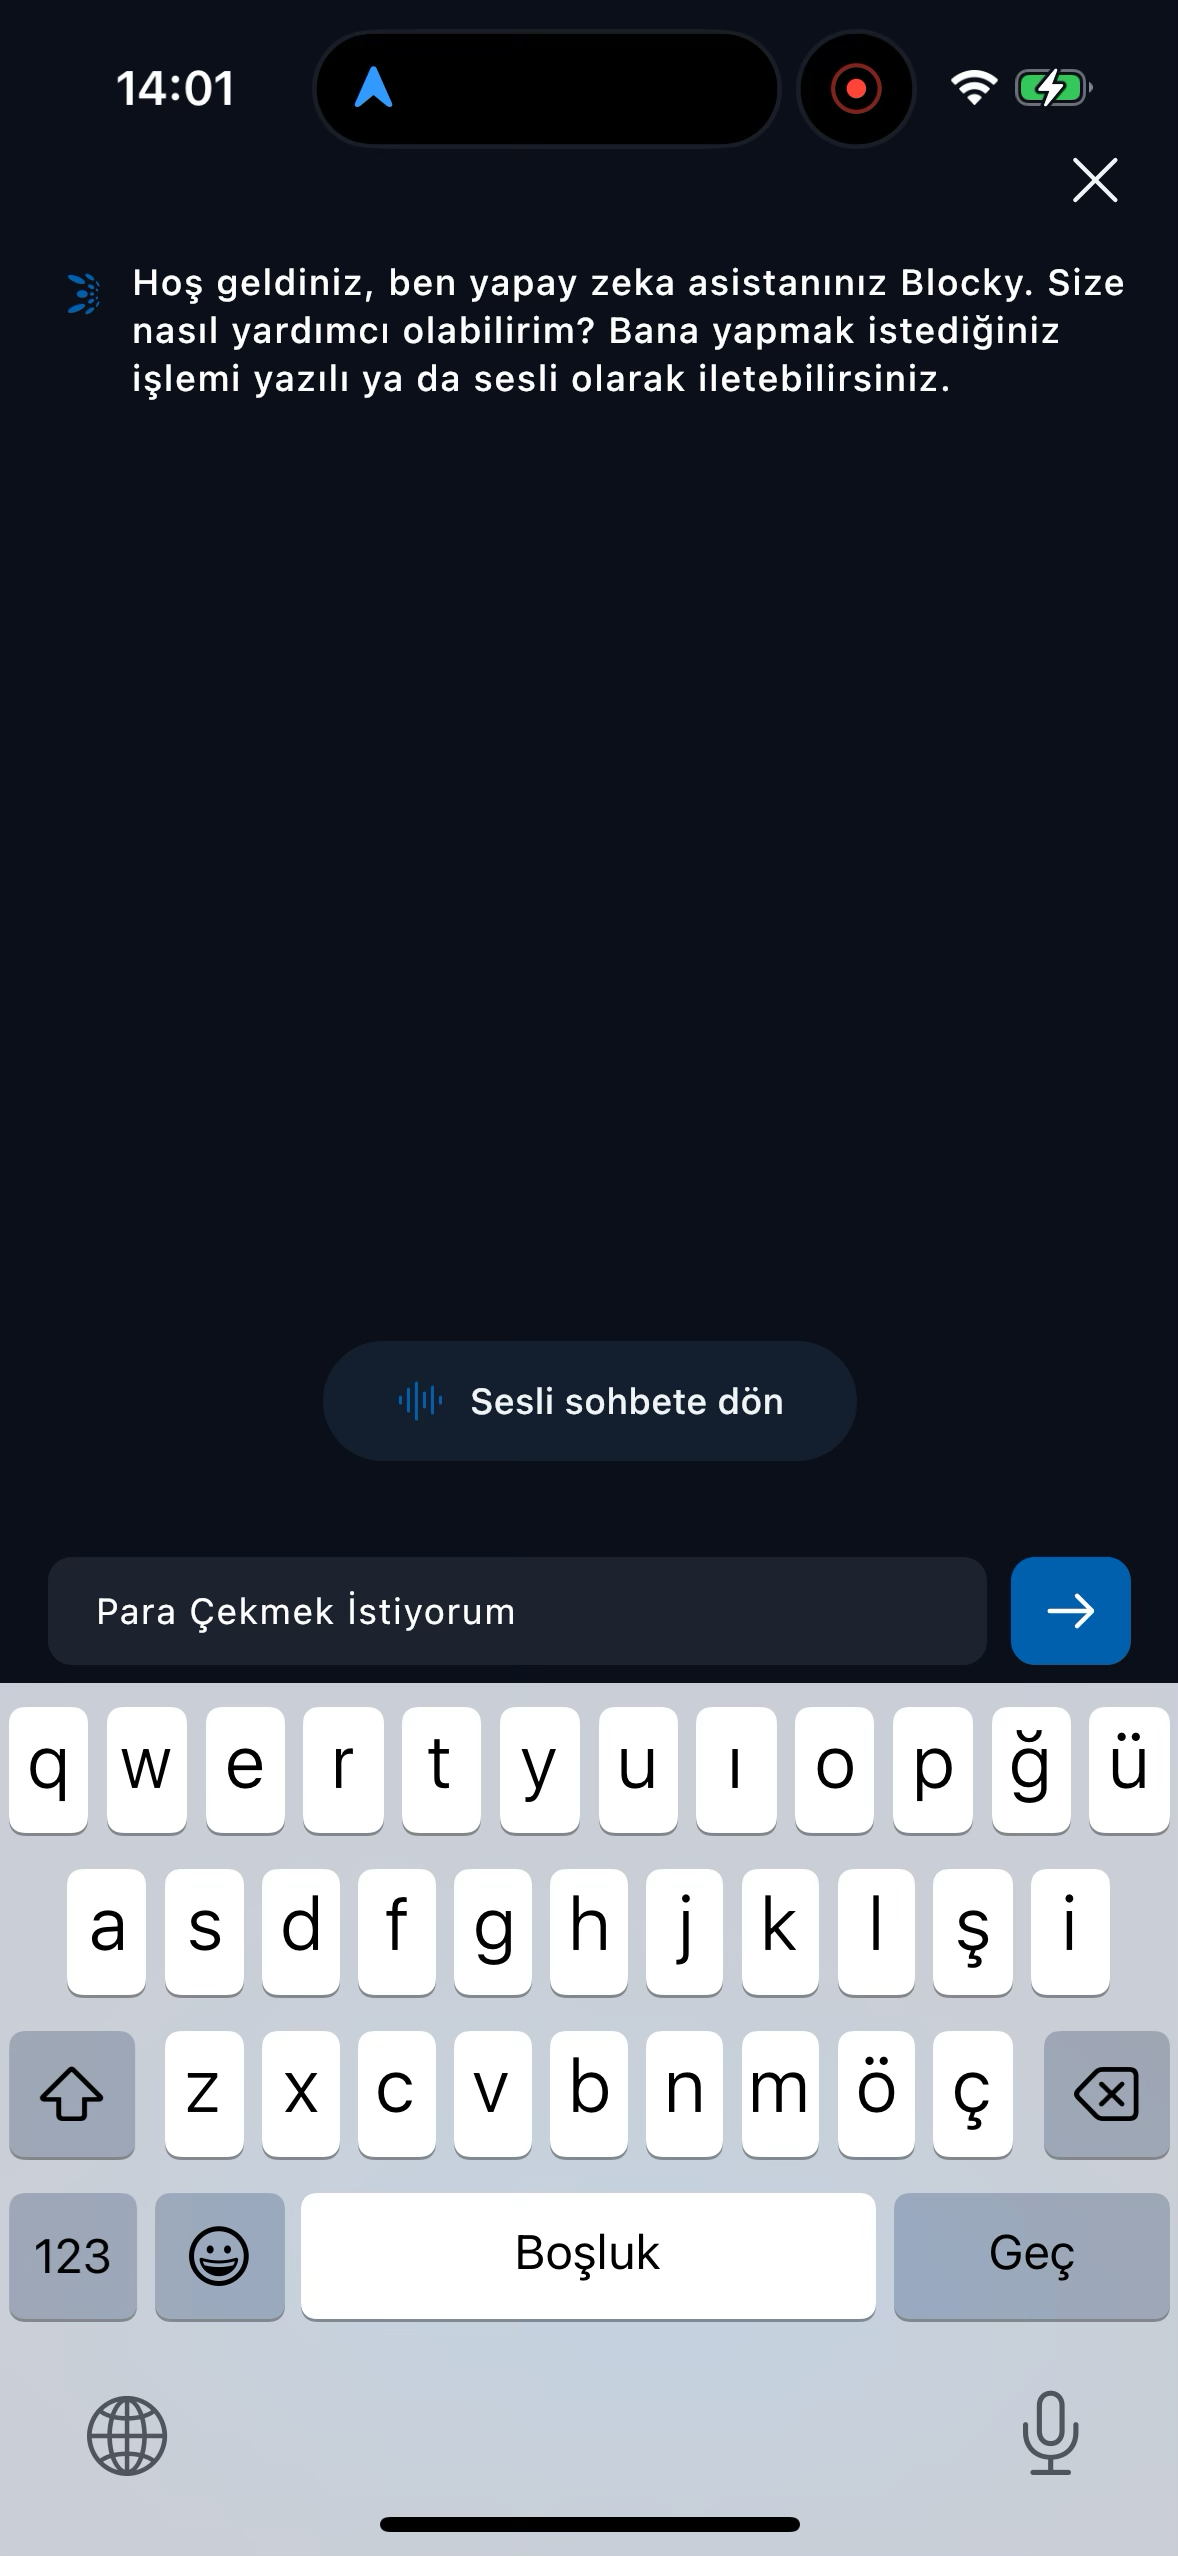 14:01
Hoş geldiniz, ben yapay zeka asistanınız Blocky. Size
nasıl yardımcı olabilirim? Bana yapmak istediğiniz
işlemi yazılı ya da sesli olarak iletebilirsiniz.
Sesli sohbete dön
Para Çekmek İstiyorum
q w e r t y u ı o p ğ ü
a s d f g h j k l ş i
z x c v b n m ö ç
123 Boşluk Geç